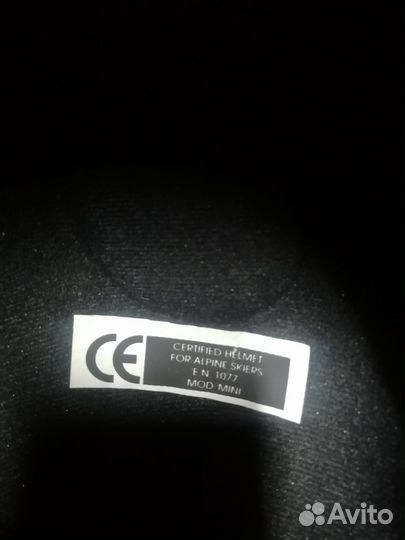 CE
CERTIFIED HELMET
FOR ALPINE SKIERS
E.N. 1077
MOD MINI
Avito